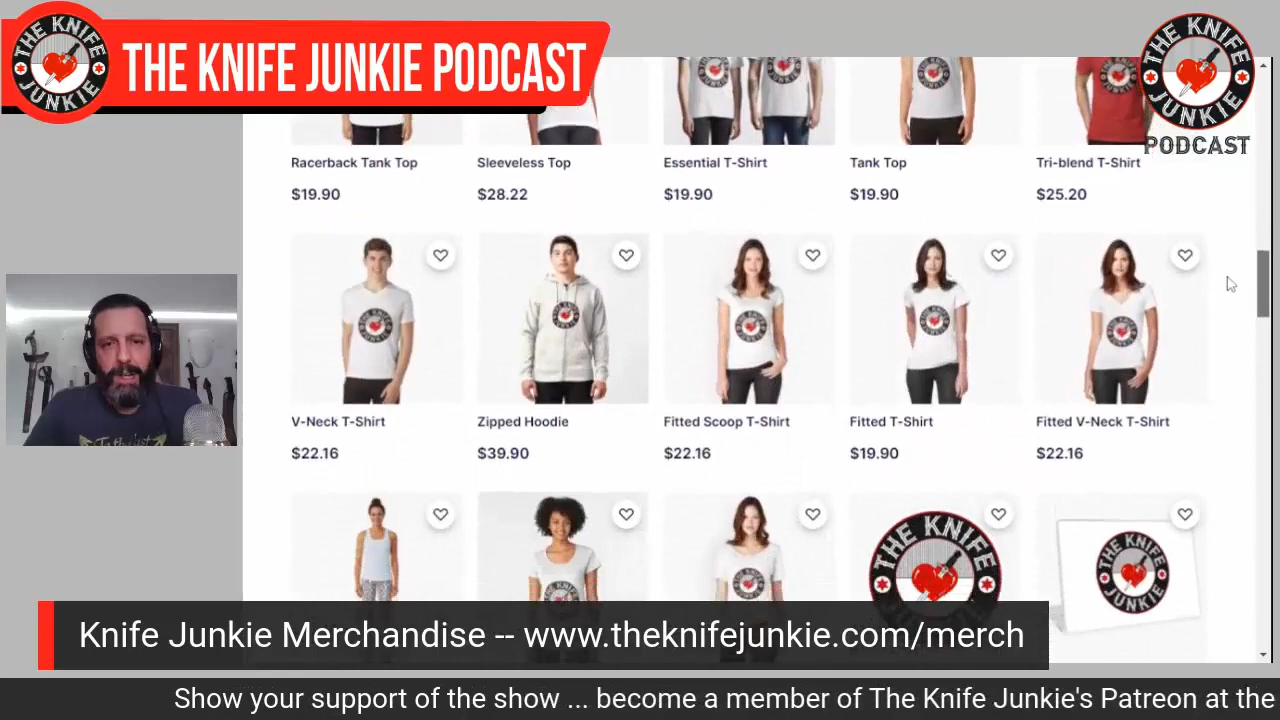 THE KNIFE JUNKIE
THE KNIFE JUNKIE PODCAST
THE KNIFE JUNKIE
PODCAST
Racerback Tank Top
Sleeveless Top
Essential T-Shirt
Tank Top
Tri-blend T-Shirt
$19.90
$28.22
$19.90
$19.90
$25.20
V-Neck T-Shirt
Zipped Hoodie
Fitted Scoop T-Shirt
Fitted T-Shirt
Fitted V-Neck T-Shirt
$22.16
$39.90
$22.16
$19.90
$22.16
THE KNIFE
THE KNIFE JUNKIE
Knife Junkie Merchandise -- www.theknifejunkie.com/merch
Show your support of the show ... become a member of The Knife Junkie's Patreon at the